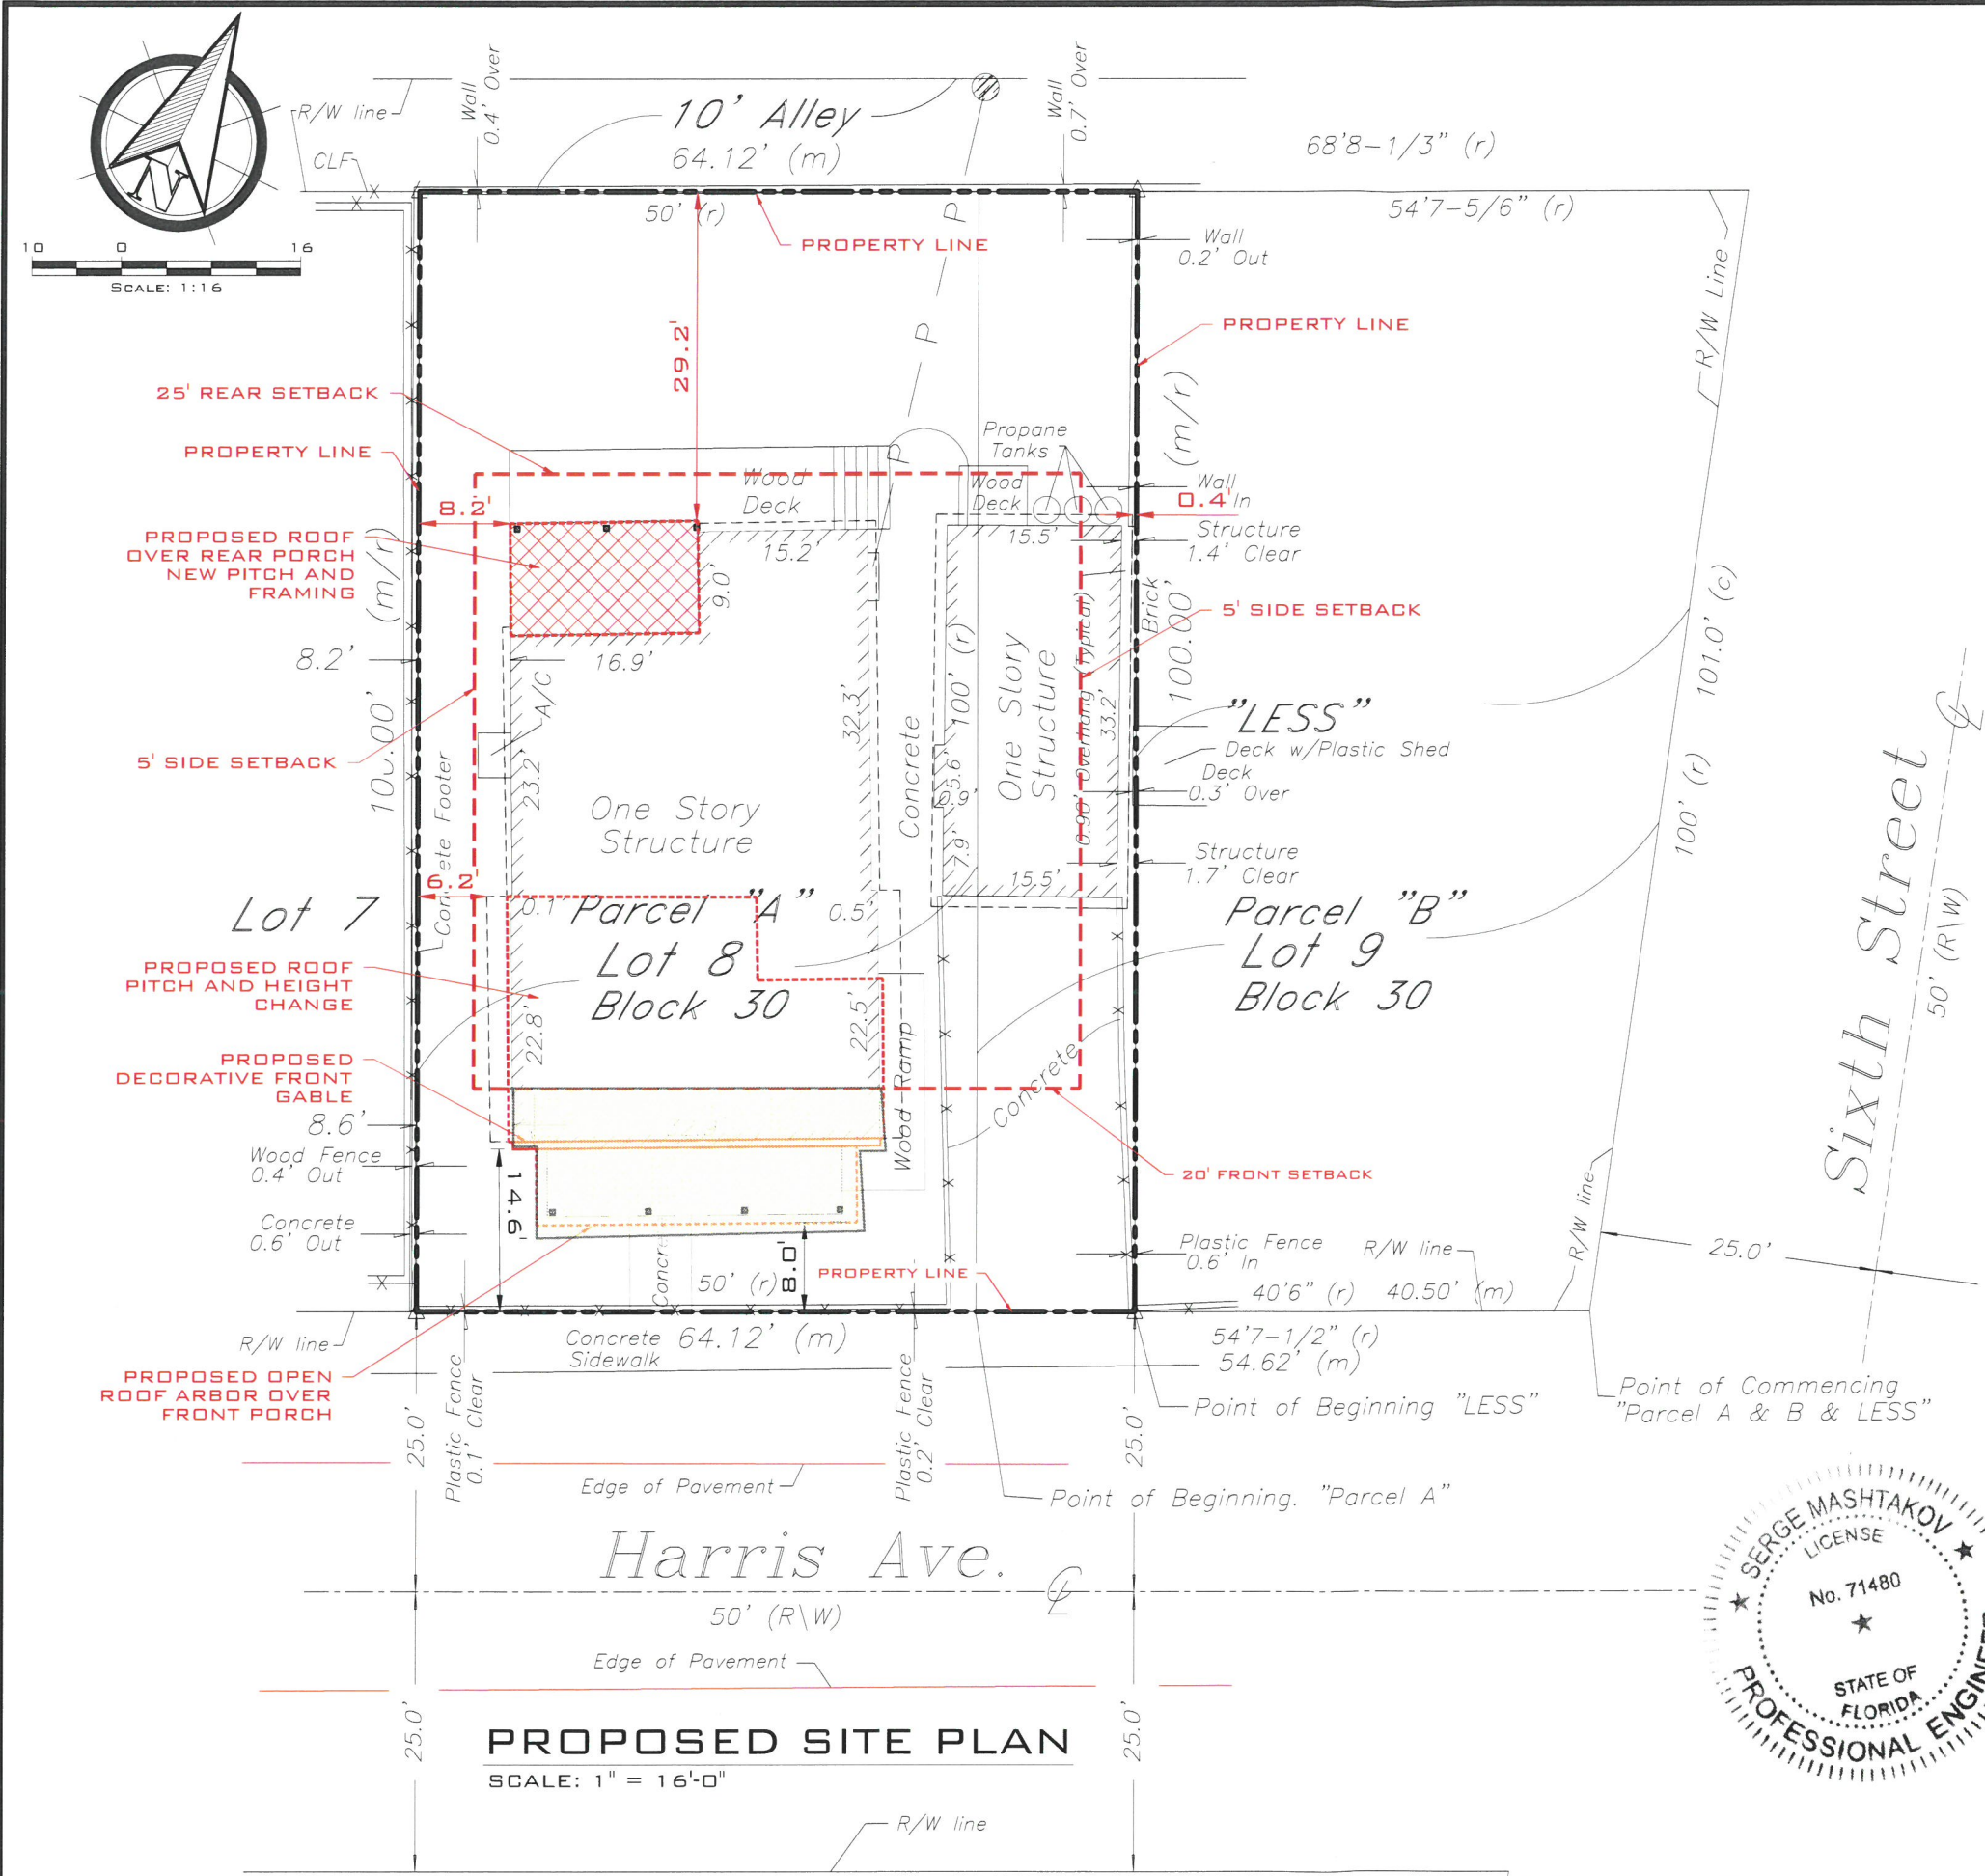 R/W line
CLF
N
10 0 16
SCALE: 1:16
Wall
0.4' Over
10' Alley
64.12' (m)
50' (r)
Wall
0.7' Over
68'8-1/3" (r)
54'7-5/6" (r)
PROPERTY LINE
Wall
0.2' Out
R/W Line
PROPERTY LINE
29.2'
P
P
P
P
25' REAR SETBACK
PROPERTY LINE
(m/r)
Propane
Tanks
Wood
Deck
Wood
Deck
Wall
0.4' In
Structure
1.4' Clear
8.2'
PROPOSED ROOF
OVER REAR PORCH
NEW PITCH AND
FRAMING
(m/r)
15.2'
15.5'
9.0'
Brick
5' SIDE SETBACK
8.2'
16.9'
A/C
100.00'
101.0' (c)
32.3'
100' (r)
One Story
Structure
0.90' Overhang (Typical)
33.2'
100.00'
"LESS"
Deck w/Plastic Shed
Deck
0.3' Over
5' SIDE SETBACK
23.2'
Concrete Footer
One Story
Structure
Concrete
25.6'
0.9'
7.9'
100' (r)
Sixth Street
50' (R\W)
Structure
1.7' Clear
15.5'
6.2'
Lot 7
0.1'
Parcel "A"
0.5'
Lot 8
Block 30
Parcel "B"
Lot 9
Block 30
PROPOSED ROOF
PITCH AND HEIGHT
CHANGE
22.8'
22.5'
Wood Ramp
Concrete
PROPOSED
DECORATIVE FRONT
GABLE
8.6'
Wood Fence
0.4' Out
Concrete
0.6' Out
14.6'
20' FRONT SETBACK
R/W line
Plastic Fence
0.6' In
R/W line
25.0'
Concrete
50' (r)
8.0'
PROPERTY LINE
40'6" (r) 40.50' (m)
R/W line
Concrete
Sidewalk
64.12' (m)
54'7-1/2" (r)
54.62' (m)
PROPOSED OPEN
ROOF ARBOR OVER
FRONT PORCH
Point of Beginning "LESS"
Point of Commencing
"Parcel A & B & LESS"
25.0'
Plastic Fence
0.1' Clear
Plastic Fence
0.2' Clear
25.0'
Edge of Pavement
Point of Beginning. "Parcel A"
Harris Ave.
50' (R\W)
Edge of Pavement
25.0'
25.0'
PROPOSED SITE PLAN
SCALE: 1" = 16'-0"
R/W line
SERGE MASHTAKOV
LICENSE
No. 71480
STATE OF
FLORIDA
PROFESSIONAL ENGINEER